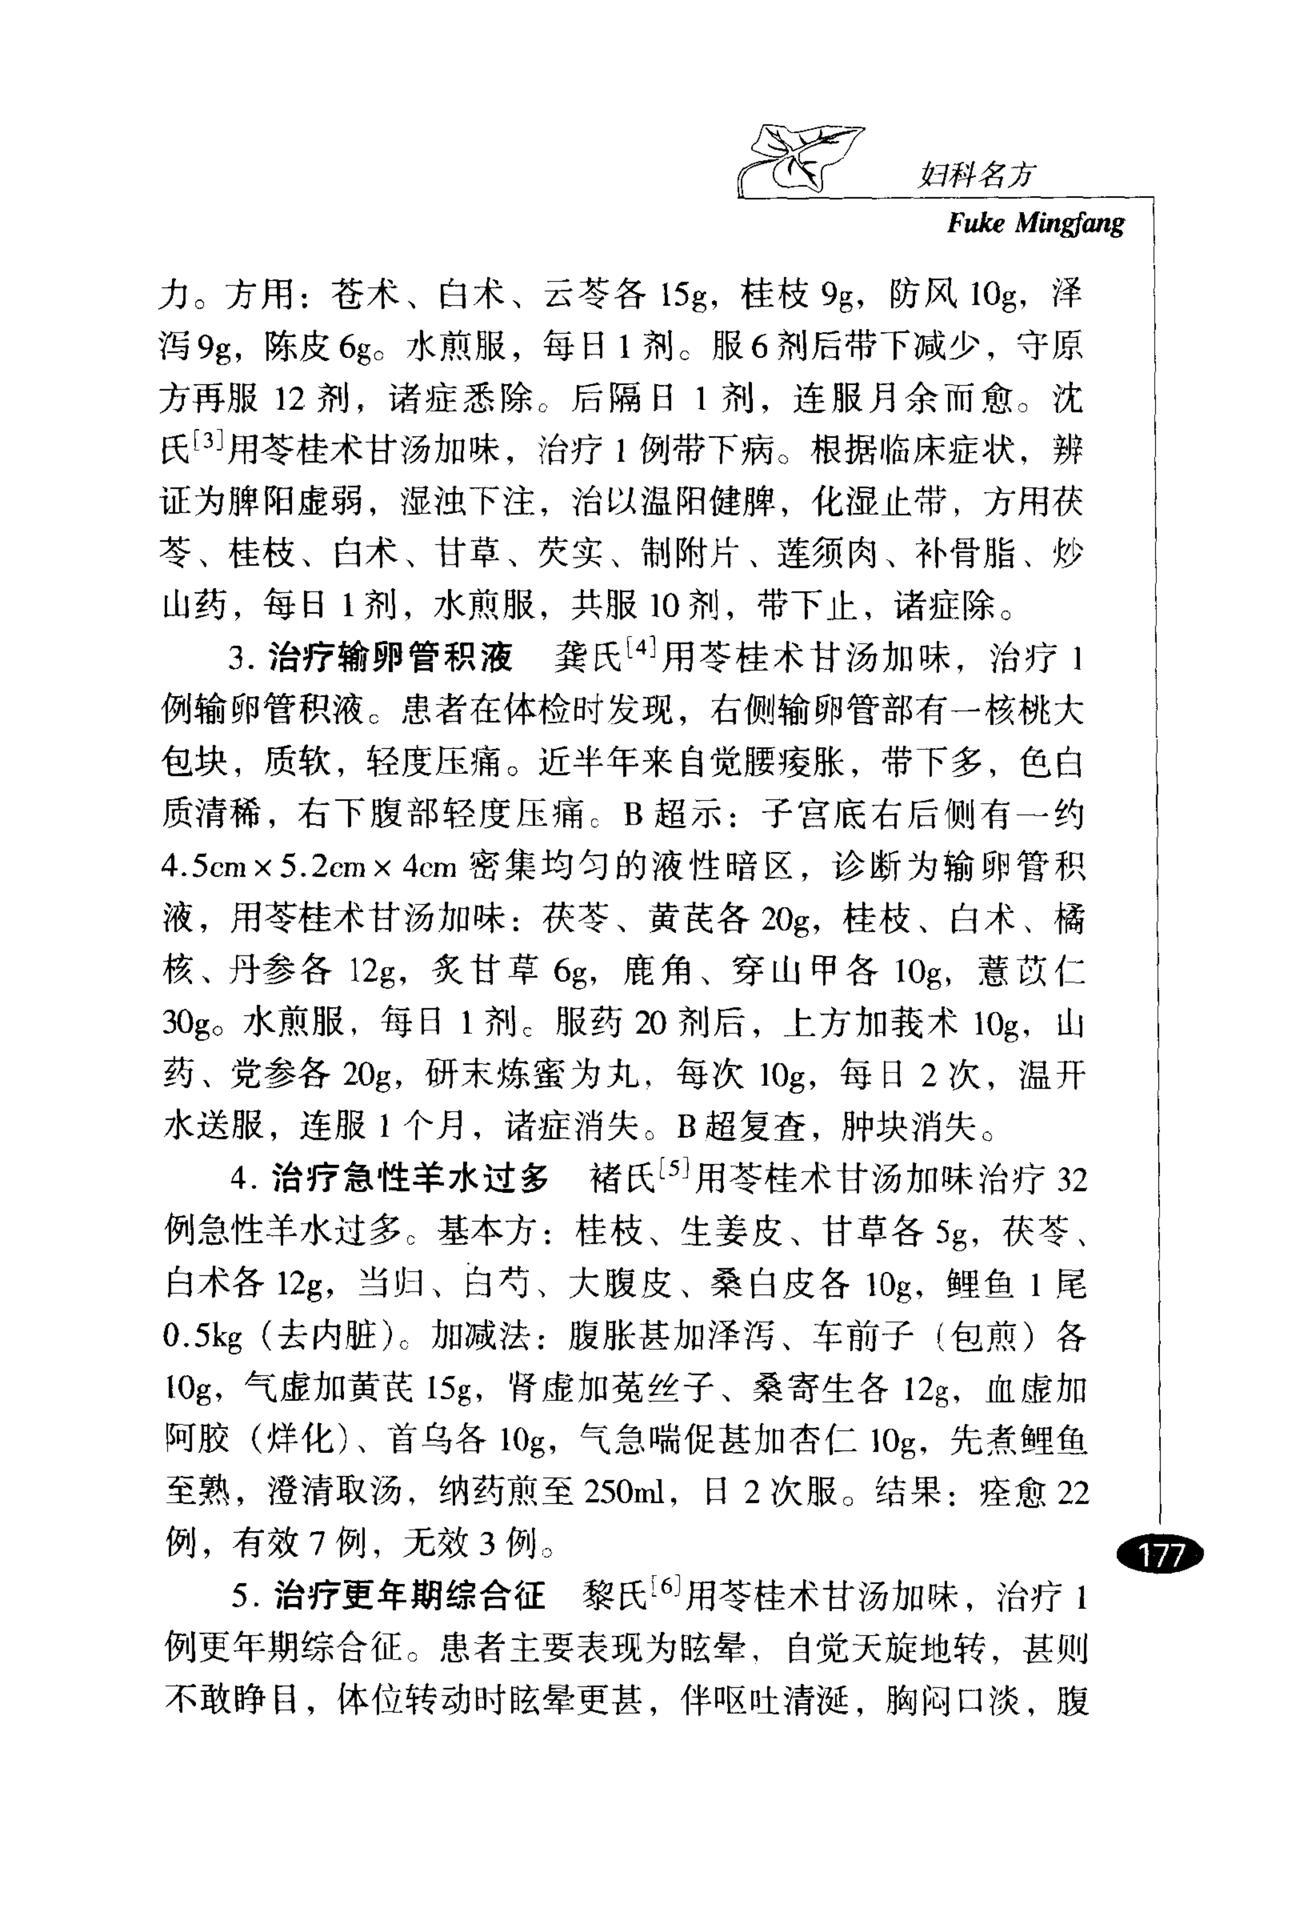 妇科名方
Fuke Mingfang
力。方用：苍术、白术、云苓各 15g，桂枝 9g，防风 10g，泽
泻 9g，陈皮 6g。水煎服，每日 1 剂。服 6 剂后带下减少，守原
方再服 12 剂，诸症悉除。后隔日 1 剂，连服月余而愈。沈
氏[3]用苓桂术甘汤加味，治疗 1 例带下病。根据临床症状，辨
证为脾阳虚弱，湿浊下注，治以温阳健脾，化湿止带，方用茯
苓、桂枝、白术、甘草、芡实、制附片、莲须肉、补骨脂、炒
山药，每日 1 剂，水煎服，共服 10 剂，带下止，诸症除。
3. 治疗输卵管积液 龚氏[4]用苓桂术甘汤加味，治疗 1
例输卵管积液。患者在体检时发现，右侧输卵管部有一核桃大
包块，质软，轻度压痛。近半年来自觉腰痠胀，带下多，色白
质清稀，右下腹部轻度压痛。B 超示：子宫底右后侧有一约
4.5cm×5.2cm×4cm 密集均匀的液性暗区，诊断为输卵管积
液，用苓桂术甘汤加味：茯苓、黄芪各 20g，桂枝、白术、橘
核、丹参各 12g，炙甘草 6g，鹿角、穿山甲各 10g，薏苡仁
30g。水煎服，每日 1 剂。服药 20 剂后，上方加莪术 10g，山
药、党参各 20g，研末炼蜜为丸，每次 10g，每日 2 次，温开
水送服，连服 1 个月，诸症消失。B 超复查，肿块消失。
4. 治疗急性羊水过多 褚氏[5]用苓桂术甘汤加味治疗 32
例急性羊水过多。基本方：桂枝、生姜皮、甘草各 5g，茯苓、
白术各 12g，当归、白芍、大腹皮、桑白皮各 10g，鲤鱼 1 尾
0.5kg（去内脏）。加减法：腹胀甚加泽泻、车前子（包煎）各
10g，气虚加黄芪 15g，肾虚加菟丝子、桑寄生各 12g，血虚加
阿胶（烊化）、首乌各 10g，气急喘促甚加杏仁 10g，先煮鲤鱼
至熟，澄清取汤，纳药煎至 250ml，日 2 次服。结果：痊愈 22
例，有效 7 例，无效 3 例。
177
5. 治疗更年期综合征 黎氏[6]用苓桂术甘汤加味，治疗 1
例更年期综合征。患者主要表现为眩晕，自觉天旋地转，甚则
不敢睁目，体位转动时眩晕更甚，伴呕吐清涎，胸闷口淡，腹